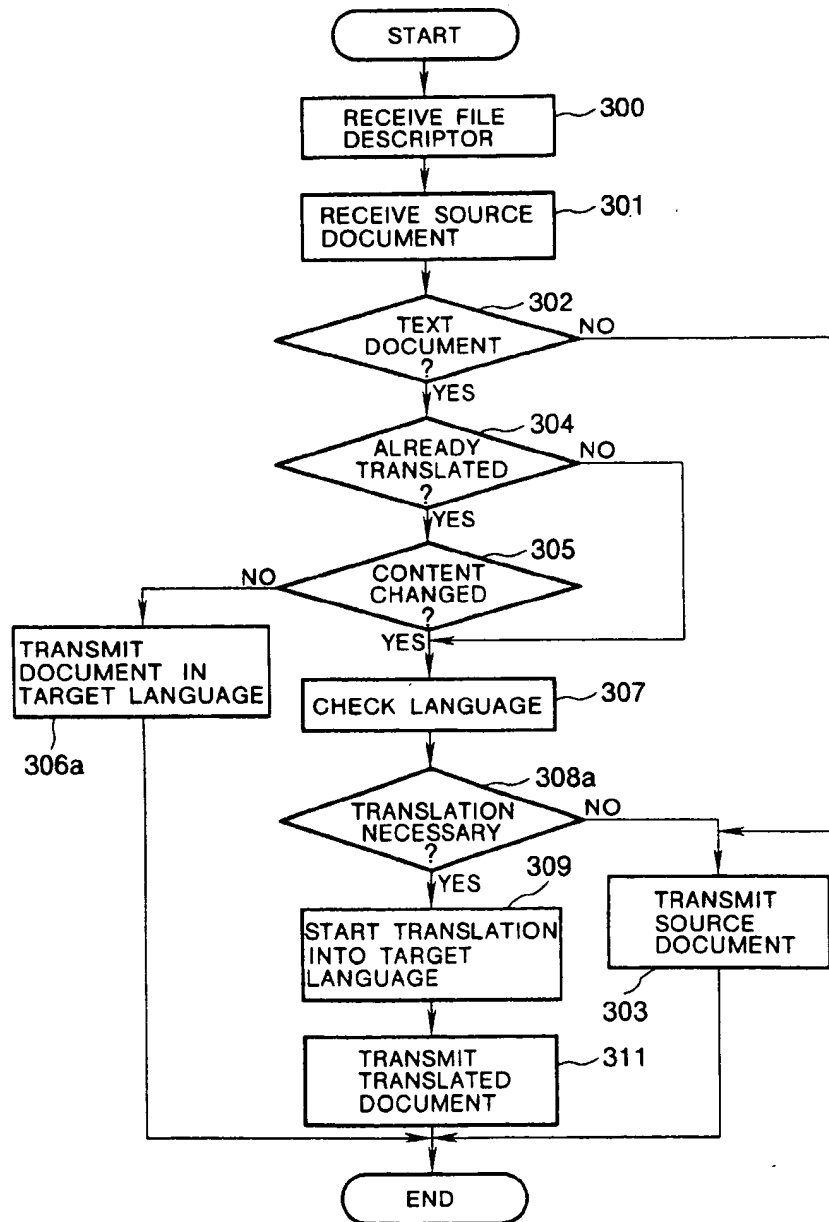 START
RECEIVE FILE
DESCRIPTOR
300
RECEIVE SOURCE
DOCUMENT
301
302
TEXT
DOCUMENT
?
NO
YES
304
ALREADY
TRANSLATED
?
NO
YES
305
CONTENT
CHANGED
?
NO
YES
TRANSMIT
DOCUMENT IN
TARGET LANGUAGE
306a
CHECK LANGUAGE
307
308a
TRANSLATION
NECESSARY
?
NO
YES
309
START TRANSLATION
INTO TARGET
LANGUAGE
TRANSMIT
SOURCE
DOCUMENT
303
TRANSMIT
TRANSLATED
DOCUMENT
311
END